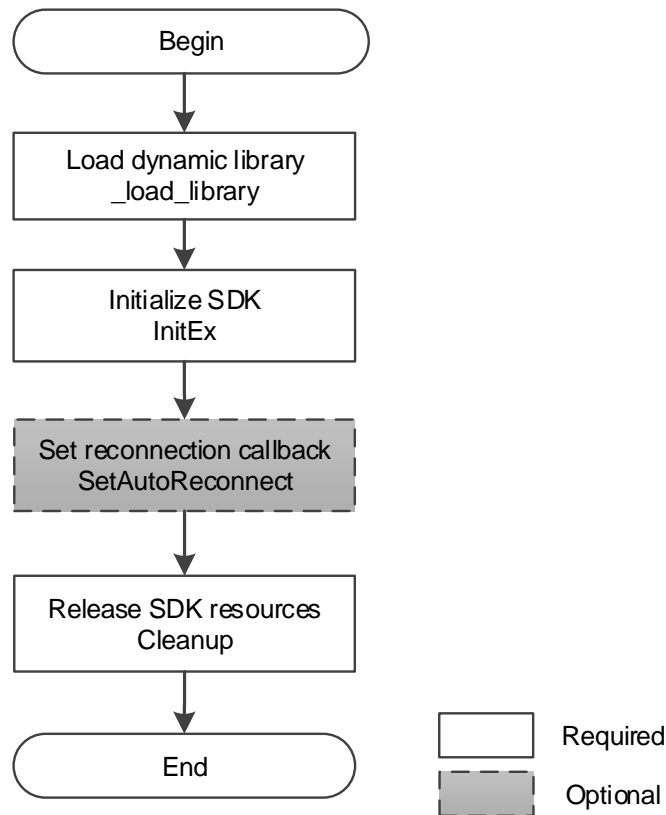 Begin
Load dynamic library
_load_library
Initialize SDK
InitEx
Set reconnection callback
SetAutoReconnect
Release SDK resources
Cleanup
End
Required
Optional